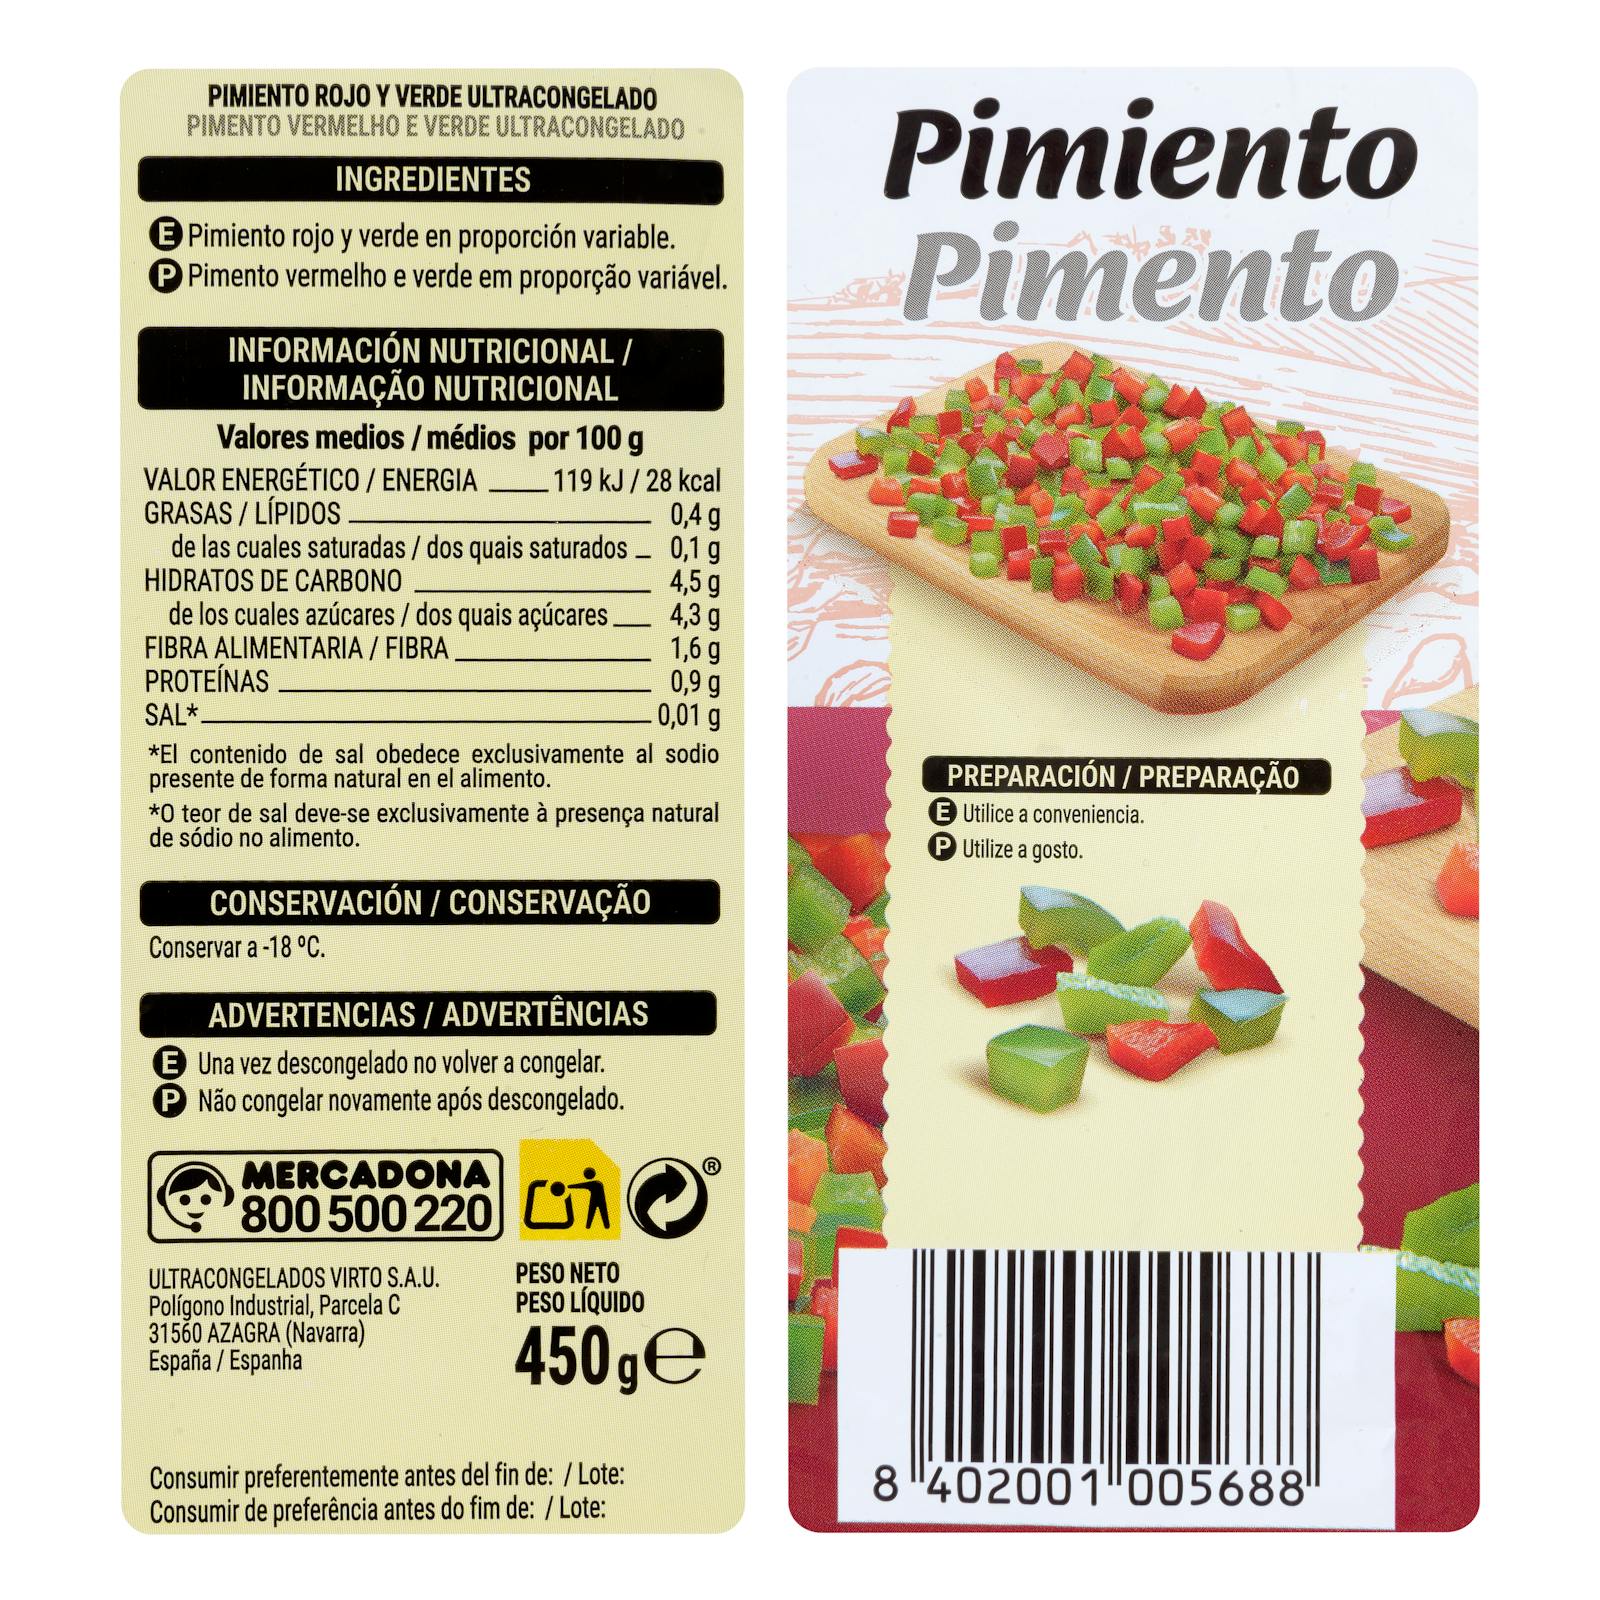 PIMIENTO ROJO Y VERDE ULTRACONGELADO
PIMENTO VERMELHO E VERDE ULTRACONGELADO
INGREDIENTES
E Pimiento rojo y verde en proporción variable.
P Pimento vermelho e verde em proporção variável.
INFORMACIÓN NUTRICIONAL /
INFORMAÇÃO NUTRICIONAL
Valores medios / médios por 100 g
VALOR ENERGÉTICO / ENERGIA 119 kJ / 28 kcal
GRASAS / LÍPIDOS 0,4 g
de las cuales saturadas / dos quais saturados 0,1 g
HIDRATOS DE CARBONO 4,5 g
de los cuales azúcares / dos quais açúcares 4,3 g
FIBRA ALIMENTARIA / FIBRA 1,6 g
PROTEÍNAS 0,9 g
SAL* 0,01 g
*El contenido de sal obedece exclusivamente al sodio
presente de forma natural en el alimento.
*O teor de sal deve-se exclusivamente à presença natural
de sódio no alimento.
CONSERVACIÓN / CONSERVAÇÃO
Conservar a -18 ºC.
ADVERTENCIAS / ADVERTÊNCIAS
E Una vez descongelado no volver a congelar.
P Não congelar novamente após descongelado.
MERCADONA
800 500 220
®
ULTRACONGELADOS VIRTO S.A.U.
Polígono Industrial, Parcela C
31560 AZAGRA (Navarra)
España / Espanha
PESO NETO
PESO LÍQUIDO
450 g ℮
Consumir preferentemente antes del fin de: / Lote:
Consumir de preferência antes do fim de: / Lote:
Pimiento
Pimento
PREPARACIÓN / PREPARAÇÃO
E Utilice a conveniencia.
P Utilize a gosto.
8 402001 005688